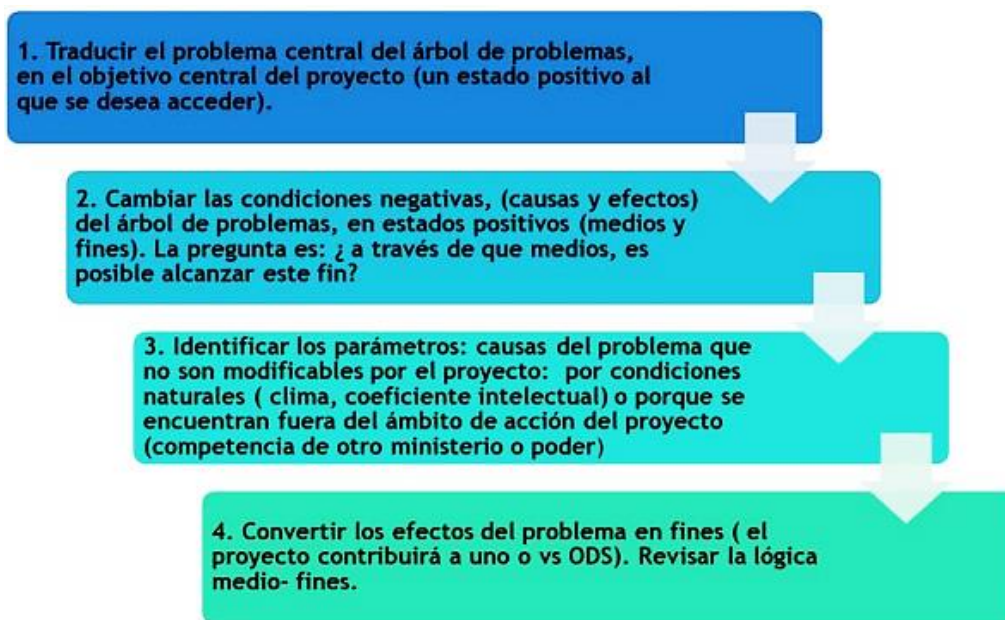 1. Traducir el problema central del árbol de problemas,
en el objetivo central del proyecto (un estado positivo al
que se desea acceder).
2. Cambiar las condiciones negativas, (causas y efectos)
del árbol de problemas, en estados positivos (medios y
fines). La pregunta es: ¿ a través de que medios, es
posible alcanzar este fin?
3. Identificar los parámetros: causas del problema que
no son modificables por el proyecto:  por condiciones
naturales ( clima, coeficiente intelectual) o porque se
encuentran fuera del ámbito de acción del proyecto
(competencia de otro ministerio o poder)
4. Convertir los efectos del problema en fines ( el
proyecto contribuirá a uno o vs ODS). Revisar la lógica
medio- fines.